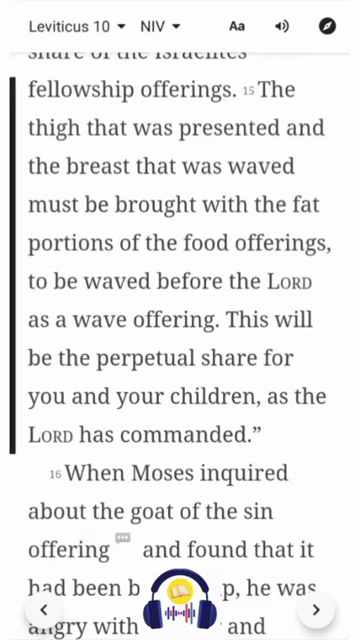 Leviticus 10 NIV Aa
share of the Israelites
fellowship offerings. 15 The
thigh that was presented and
the breast that was waved
must be brought with the fat
portions of the food offerings,
to be waved before the LORD
as a wave offering. This will
be the perpetual share for
you and your children, as the
LORD has commanded.”
16 When Moses inquired
about the goat of the sin
offering and found that it
had been b p, he was
angry with and